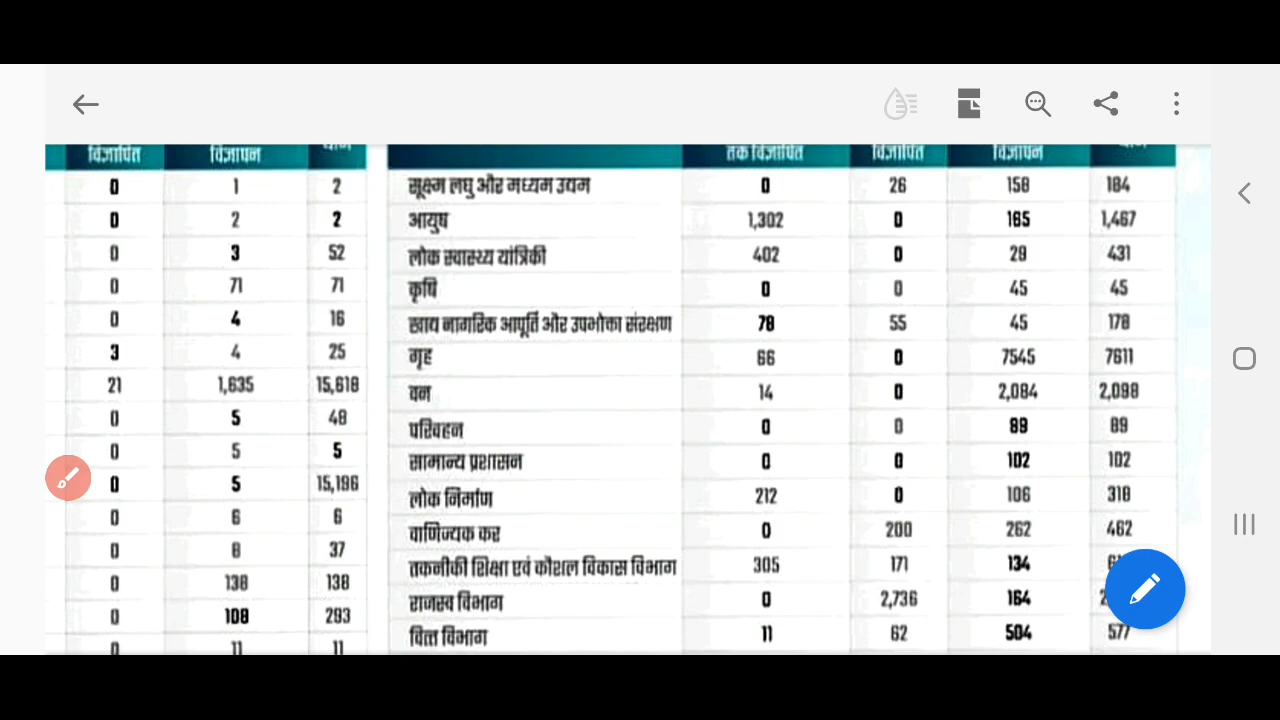 विज्ञापित विज्ञापन योग तक विज्ञापित विज्ञापित विज्ञापन योग
0 1 2 सूक्ष्म लघु और मध्यम उद्यम 0 26 158 184
0 2 2 आयुष 1,302 0 165 1,467
0 3 52 लोक स्वास्थ्य यांत्रिकी 402 0 29 431
0 71 71 कृषि 0 0 45 45
0 4 16 खाद्य नागरिक आपूर्ति और उपभोक्ता संरक्षण 78 55 45 178
3 4 25 गृह 66 0 7545 7611
21 1,635 15,618 वन 14 0 2,084 2,098
0 5 48 परिवहन 0 0 89 89
0 5 5 सामान्य प्रशासन 0 0 102 102
0 5 15,196 लोक निर्माण 212 0 106 318
0 6 6 वाणिज्यक कर 0 200 262 462
0 8 37 तकनीकी शिक्षा एवं कौशल विकास विभाग 305 171 134
0 138 138 राजस्व विभाग 0 2,736 164
0 108 293 वित्त विभाग 11 62 504 577
0 11 11